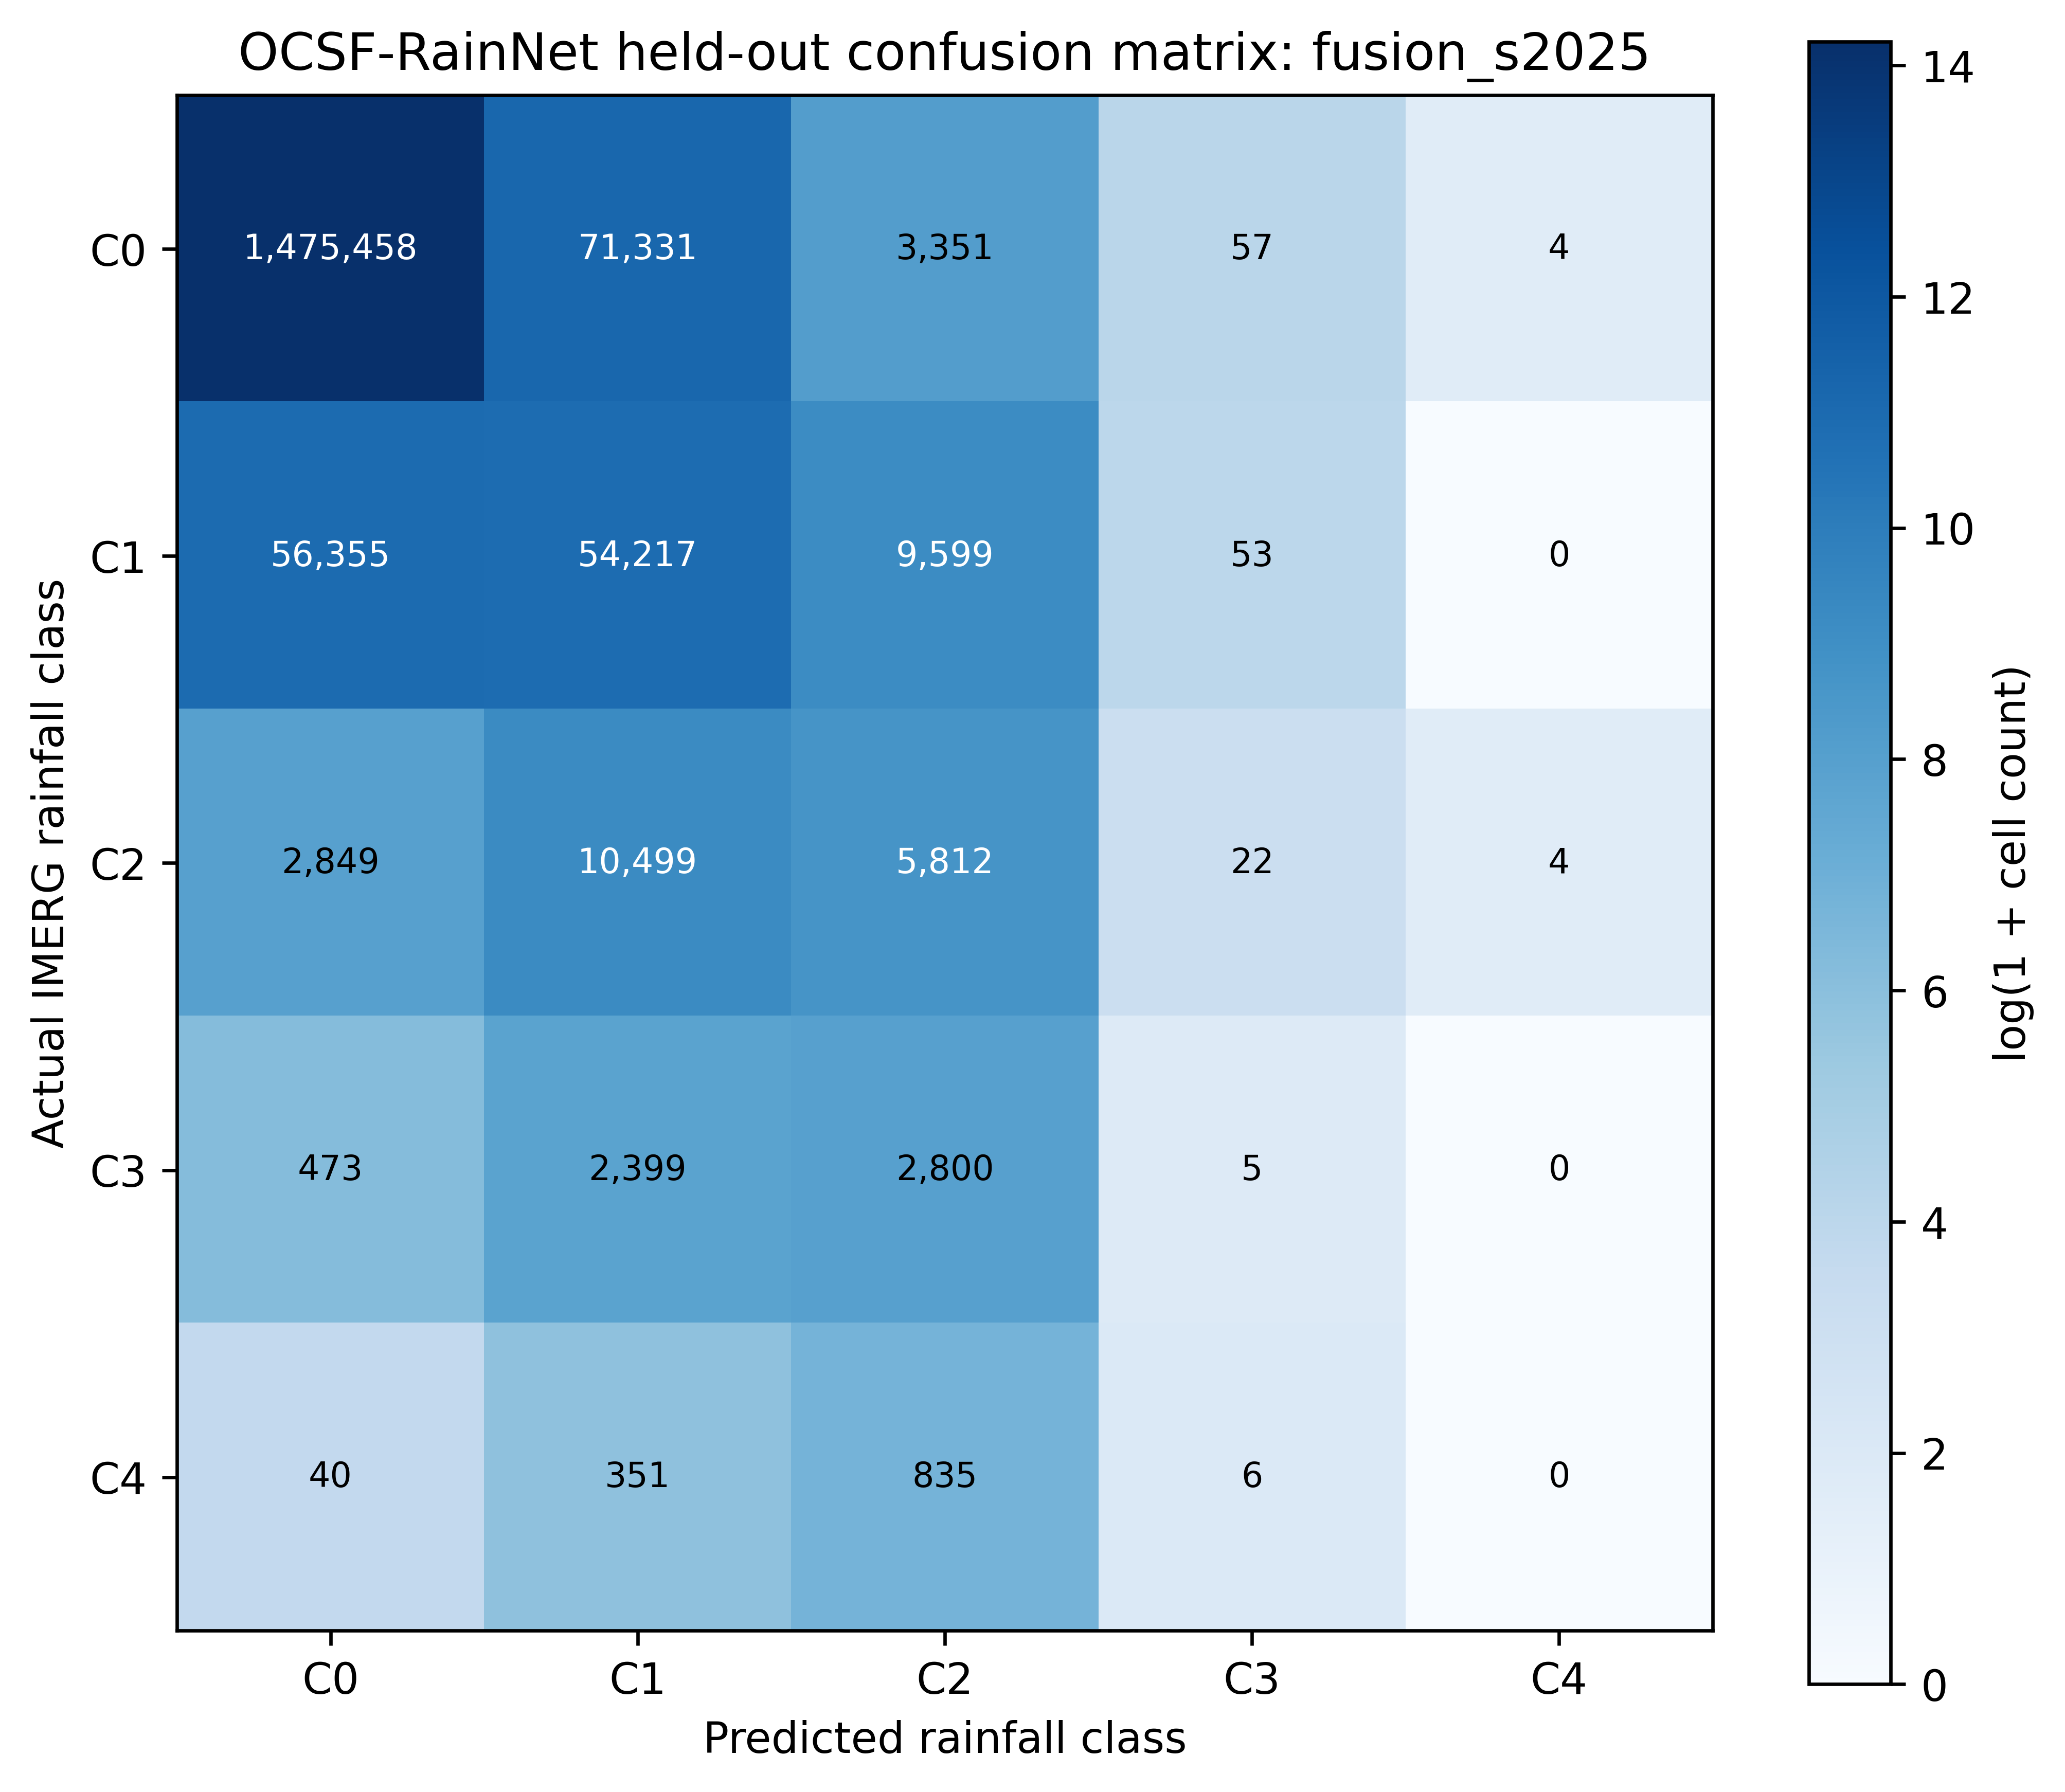 OCSF-RainNet held-out confusion matrix: fusion_s2025
C0 1,475,458 71,331 3,351 57 4
C1 56,355 54,217 9,599 53 0
C2 2,849 10,499 5,812 22 4
C3 473 2,399 2,800 5 0
C4 40 351 835 6 0
C0 C1 C2 C3 C4
Predicted rainfall class
Actual IMERG rainfall class
14
12
10
8
6
4
2
0
log(1 + cell count)